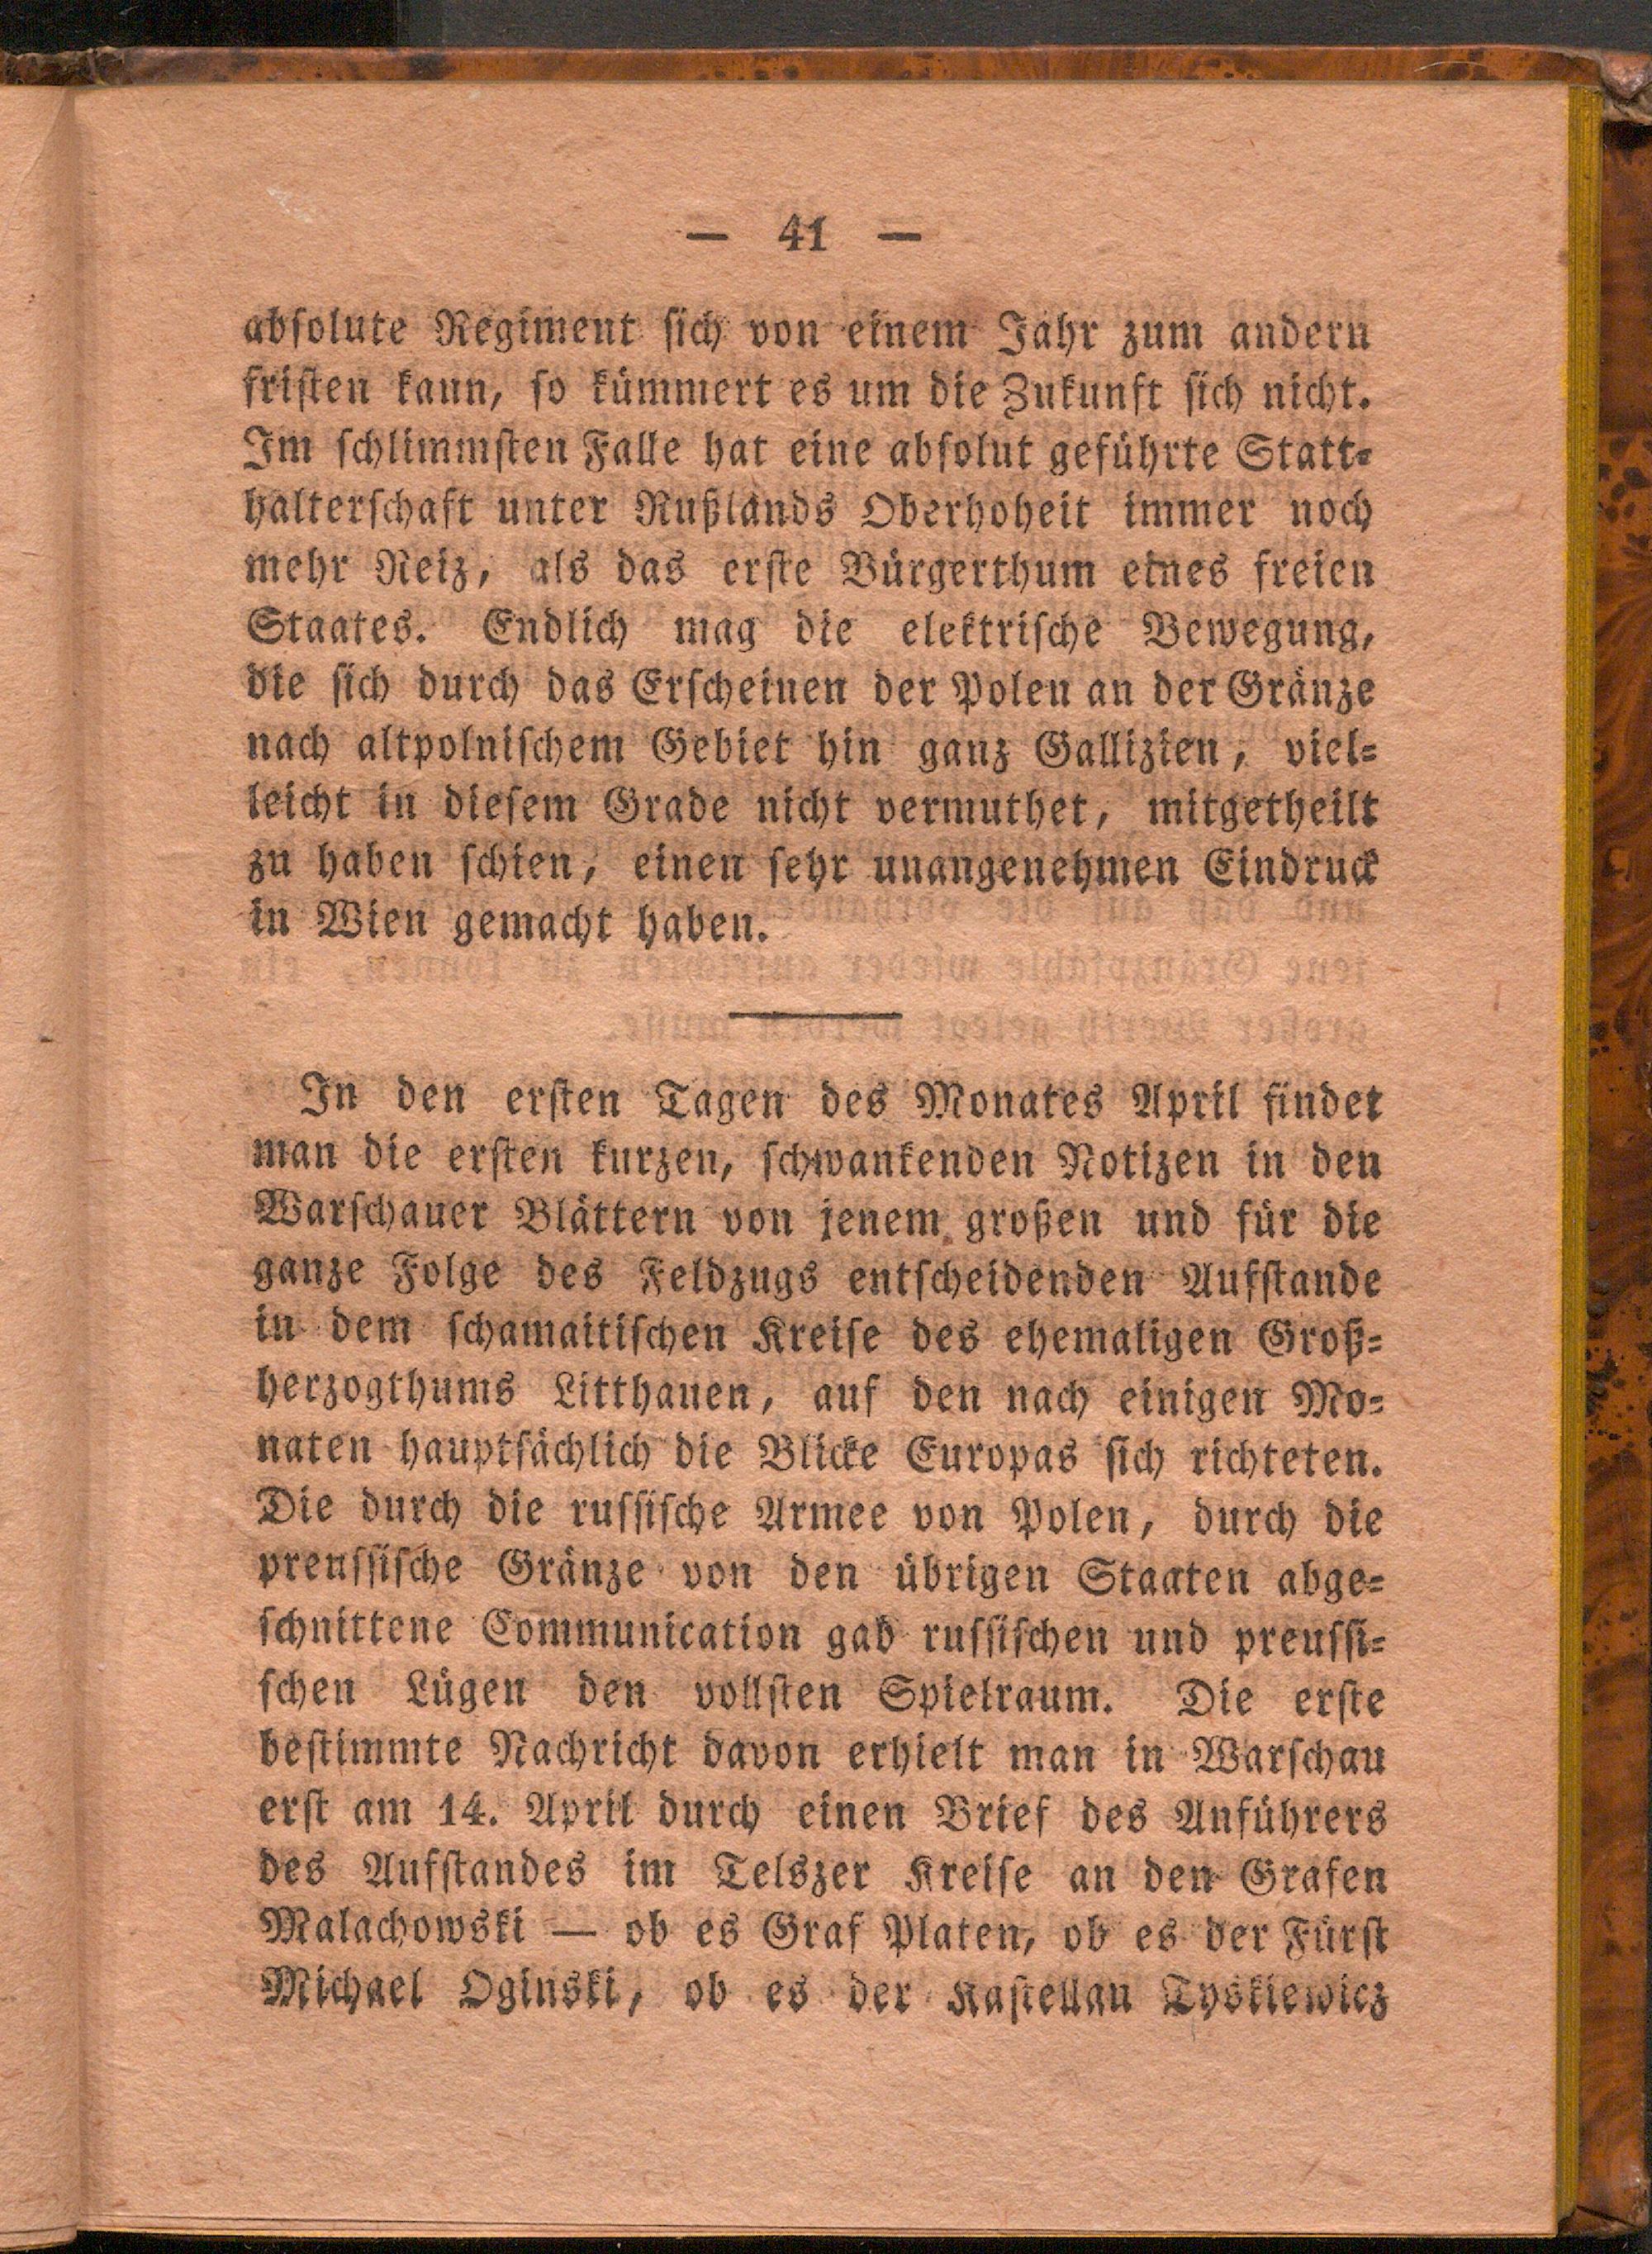 — 41 —
absolute Regiment sich von einem Jahr zum andern
fristen kann, so kümmert es um die Zukunft sich nicht.
Im schlimmsten Falle hat eine absolut geführte Statt-
halterschaft unter Rußlands Oberhoheit immer noch
mehr Reiz, als das erste Bürgerthum eines freien
Staates. Endlich mag die elektrische Bewegung,
die sich durch das Erscheinen der Polen an der Gränze
nach altpolnischem Gebiet hin ganz Gallizien, viel-
leicht in diesem Grade nicht vermuthet, mitgetheilt
zu haben schien, einen sehr unangenehmen Eindruck
in Wien gemacht haben.
In den ersten Tagen des Monates April findet
man die ersten kurzen, schwankenden Notizen in den
Warschauer Blättern von jenem großen und für die
ganze Folge des Feldzugs entscheidenden Aufstande
in dem schamaitischen Kreise des ehemaligen Groß-
herzogthums Litthauen, auf den nach einigen Mo-
naten hauptsächlich die Blicke Europas sich richteten.
Die durch die russische Armee von Polen, durch die
preussische Gränze von den übrigen Staaten abge-
schnittene Communication gab russischen und preussi-
schen Lügen den vollsten Spielraum. Die erste
bestimmte Nachricht davon erhielt man in Warschau
erst am 14. April durch einen Brief des Anführers
des Aufstandes im Telszer Kreise an den Grafen
Malachowski — ob es Graf Platen, ob es der Fürst
Michael Oginski, ob es der Kastellan Tyskiewicz